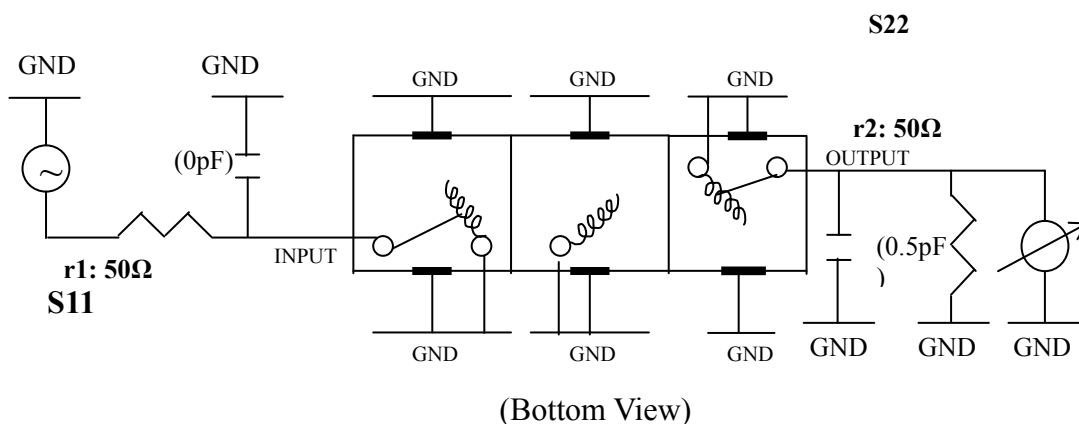 S22
GND
GND
GND
GND
GND
r2: 50Ω
OUTPUT
(0pF)
INPUT
(0.5pF
)
r1: 50Ω
S11
GND
GND
GND
GND
GND
GND
(Bottom View)